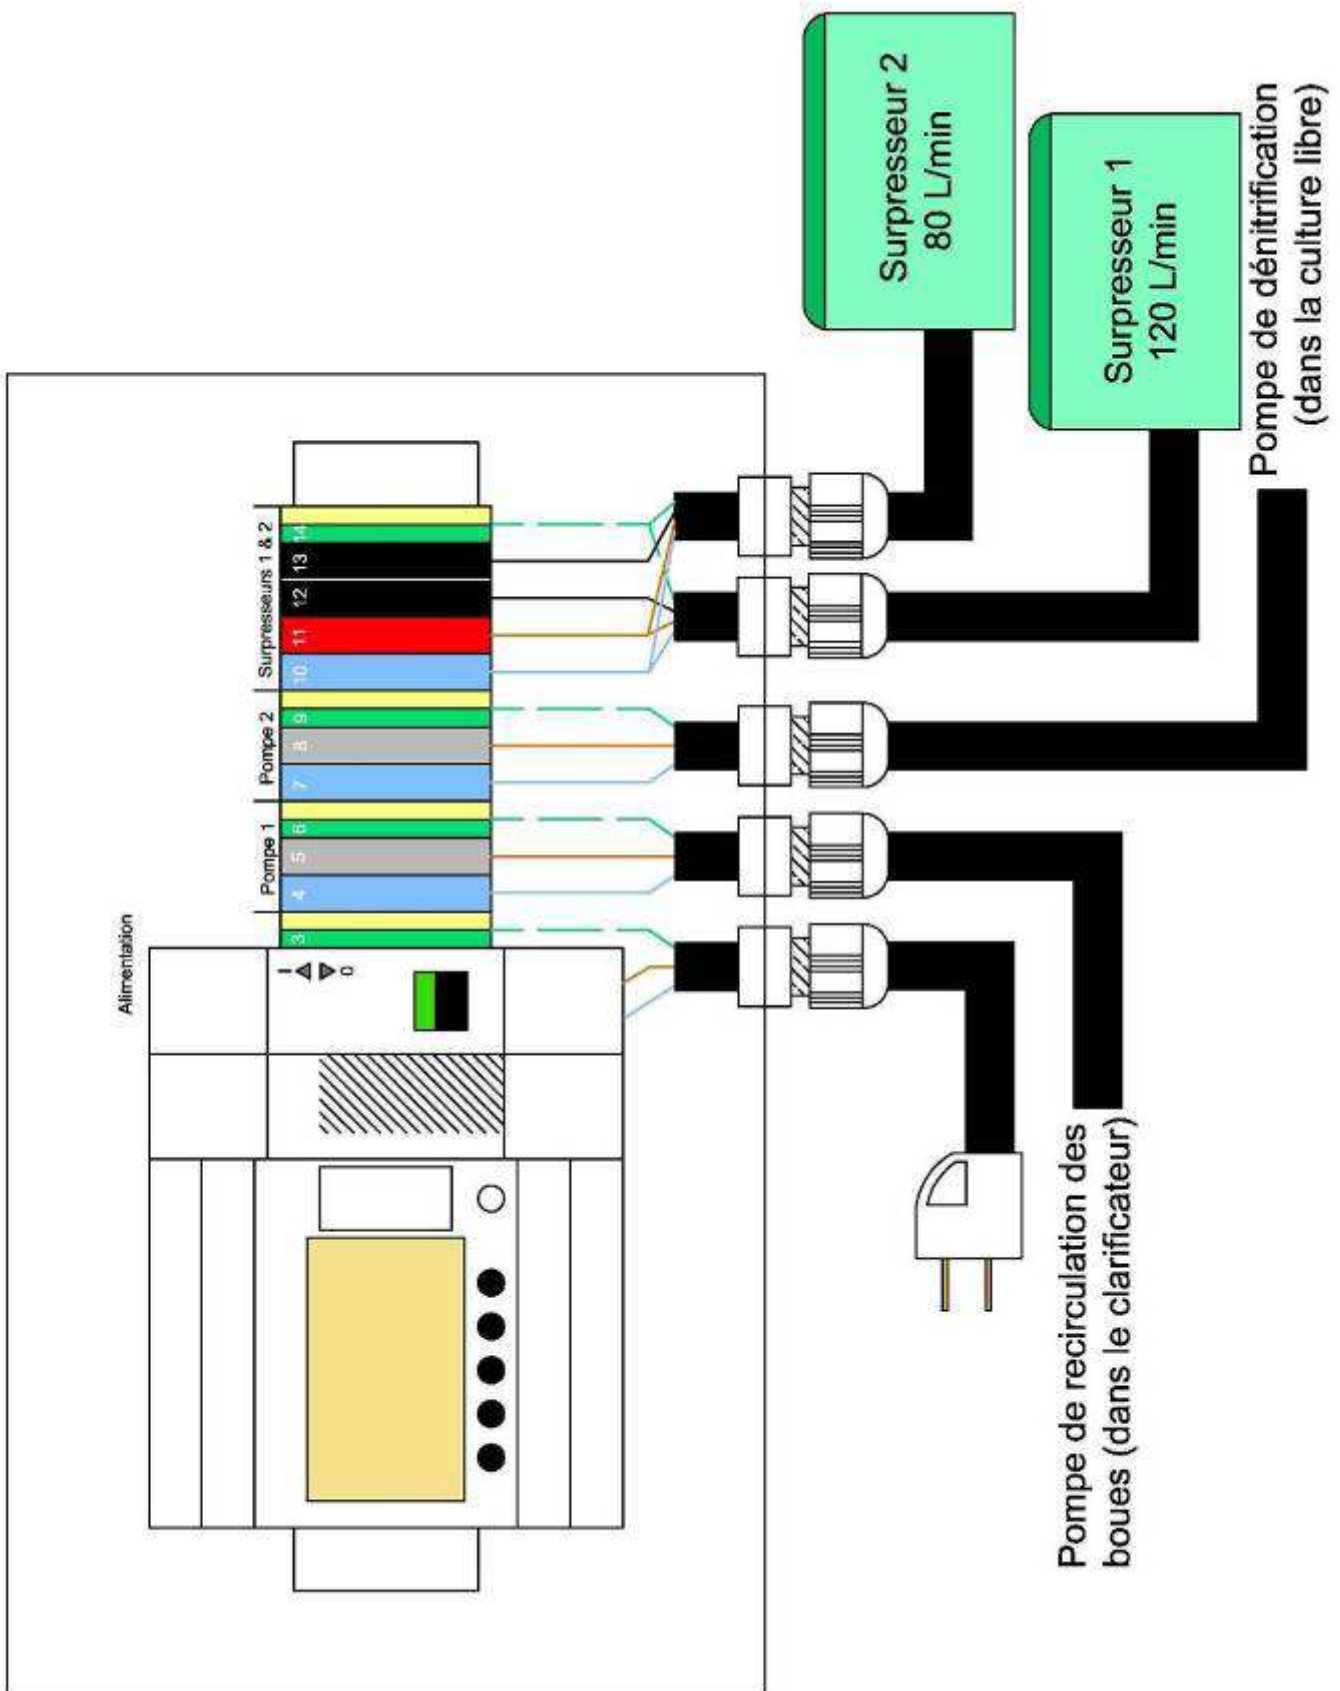 Alimentation
I
0
3
Pompe 1
4
5
6
Pompe 2
7
8
9
Surpresseurs 1 & 2
10
11
12
13
14
Surpresseur 2
80 L/min
Surpresseur 1
120 L/min
Pompe de dénitrification
(dans la culture libre)
Pompe de recirculation des
boues (dans le clarificateur)